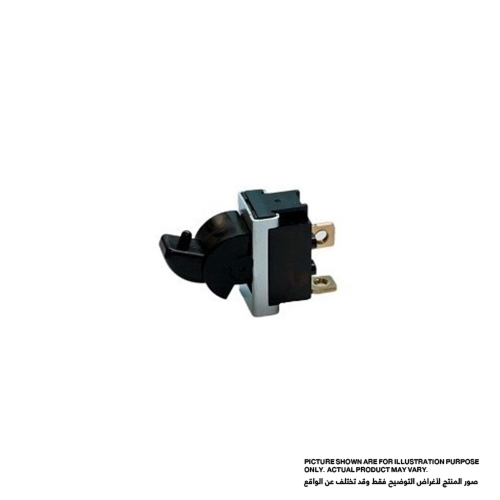 PICTURE SHOWN ARE FOR ILLUSTRATION PURPOSE
ONLY. ACTUAL PRODUCT MAY VARY.
صور المنتج لأغراض التوضيح فقط وقد تختلف عن الواقع